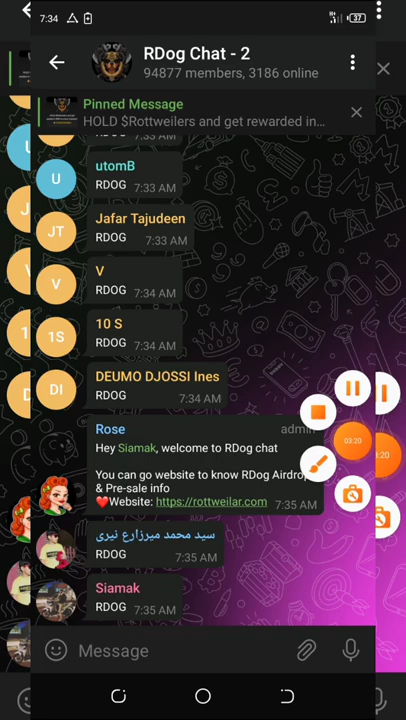 7:34
37
RDog Chat - 2
94877 members, 3186 online
Pinned Message
HOLD $Rottweilers and get rewarded in...
7:33 AM
U
utomB
RDOG
7:33 AM
JT
Jafar Tajudeen
RDOG
7:33 AM
V
V
RDOG
7:34 AM
1S
10 S
RDOG
7:34 AM
DI
DEUMO DJOSSI Ines
RDOG
7:34 AM
Rose
admin
Hey Siamak, welcome to RDog chat
You can go website to know RDog Airdrop
& Pre-sale info
❤️Website: https://rottweilar.com
7:35 AM
03:20
سید محمد میرزارع نیری
RDOG
7:35 AM
Siamak
RDOG
7:35 AM
Message